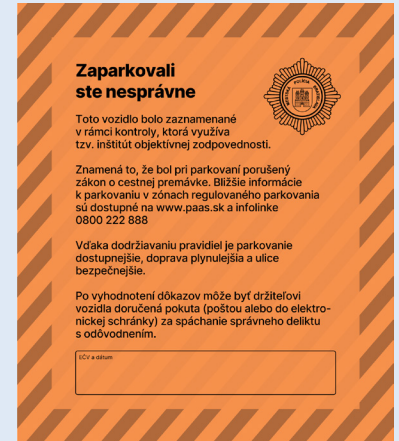 Zaparkovali
ste nesprávne
Toto vozidlo bolo zaznamenané
v rámci kontroly, ktorá využíva
tzv. inštitút objektívnej zodpovednosti.
Znamená to, že bol pri parkovaní porušený
zákon o cestnej premávke. Bližšie informácie
k parkovaniu v zónach regulovaného parkovania
sú dostupné na www.paas.sk a infolinke
0800 222 888
Vďaka dodržiavaniu pravidiel je parkovanie
dostupnejšie, doprava plynulejšia a ulice
bezpečnejšie.
Po vyhodnotení dôkazov môže byť držiteľovi
vozidla doručená pokuta (poštou alebo do elektro-
nickej schránky) za spáchanie správneho deliktu
s odôvodnením.
EČV a dátum